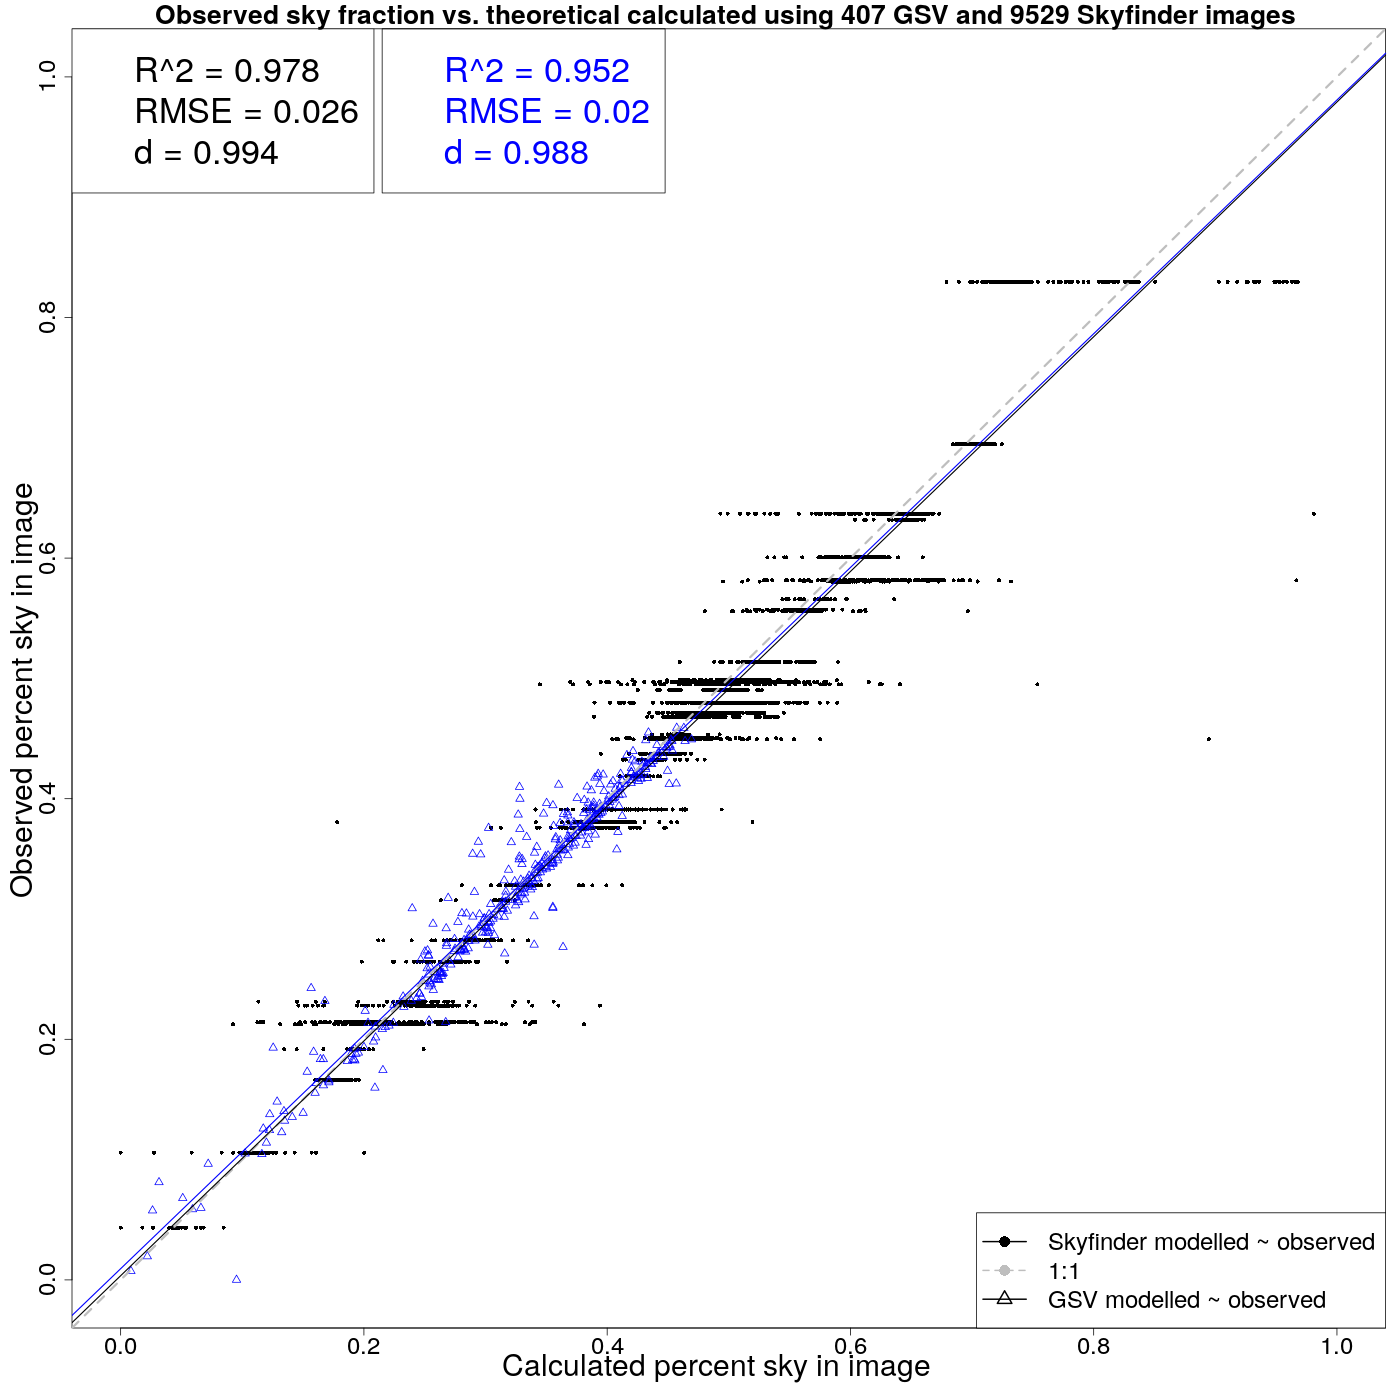 Observed sky fraction vs. theoretical calculated using 407 GSV and 9529 Skyfinder images
R^2 = 0.978
RMSE = 0.026
d = 0.994
R^2 = 0.952
RMSE = 0.02
d = 0.988
Observed percent sky in image
1.0
0.8
0.6
0.4
0.2
0.0
Skyfinder modelled ~ observed
1:1
GSV modelled ~ observed
0.0 0.2 0.4 0.6 0.8 1.0
Calculated percent sky in image